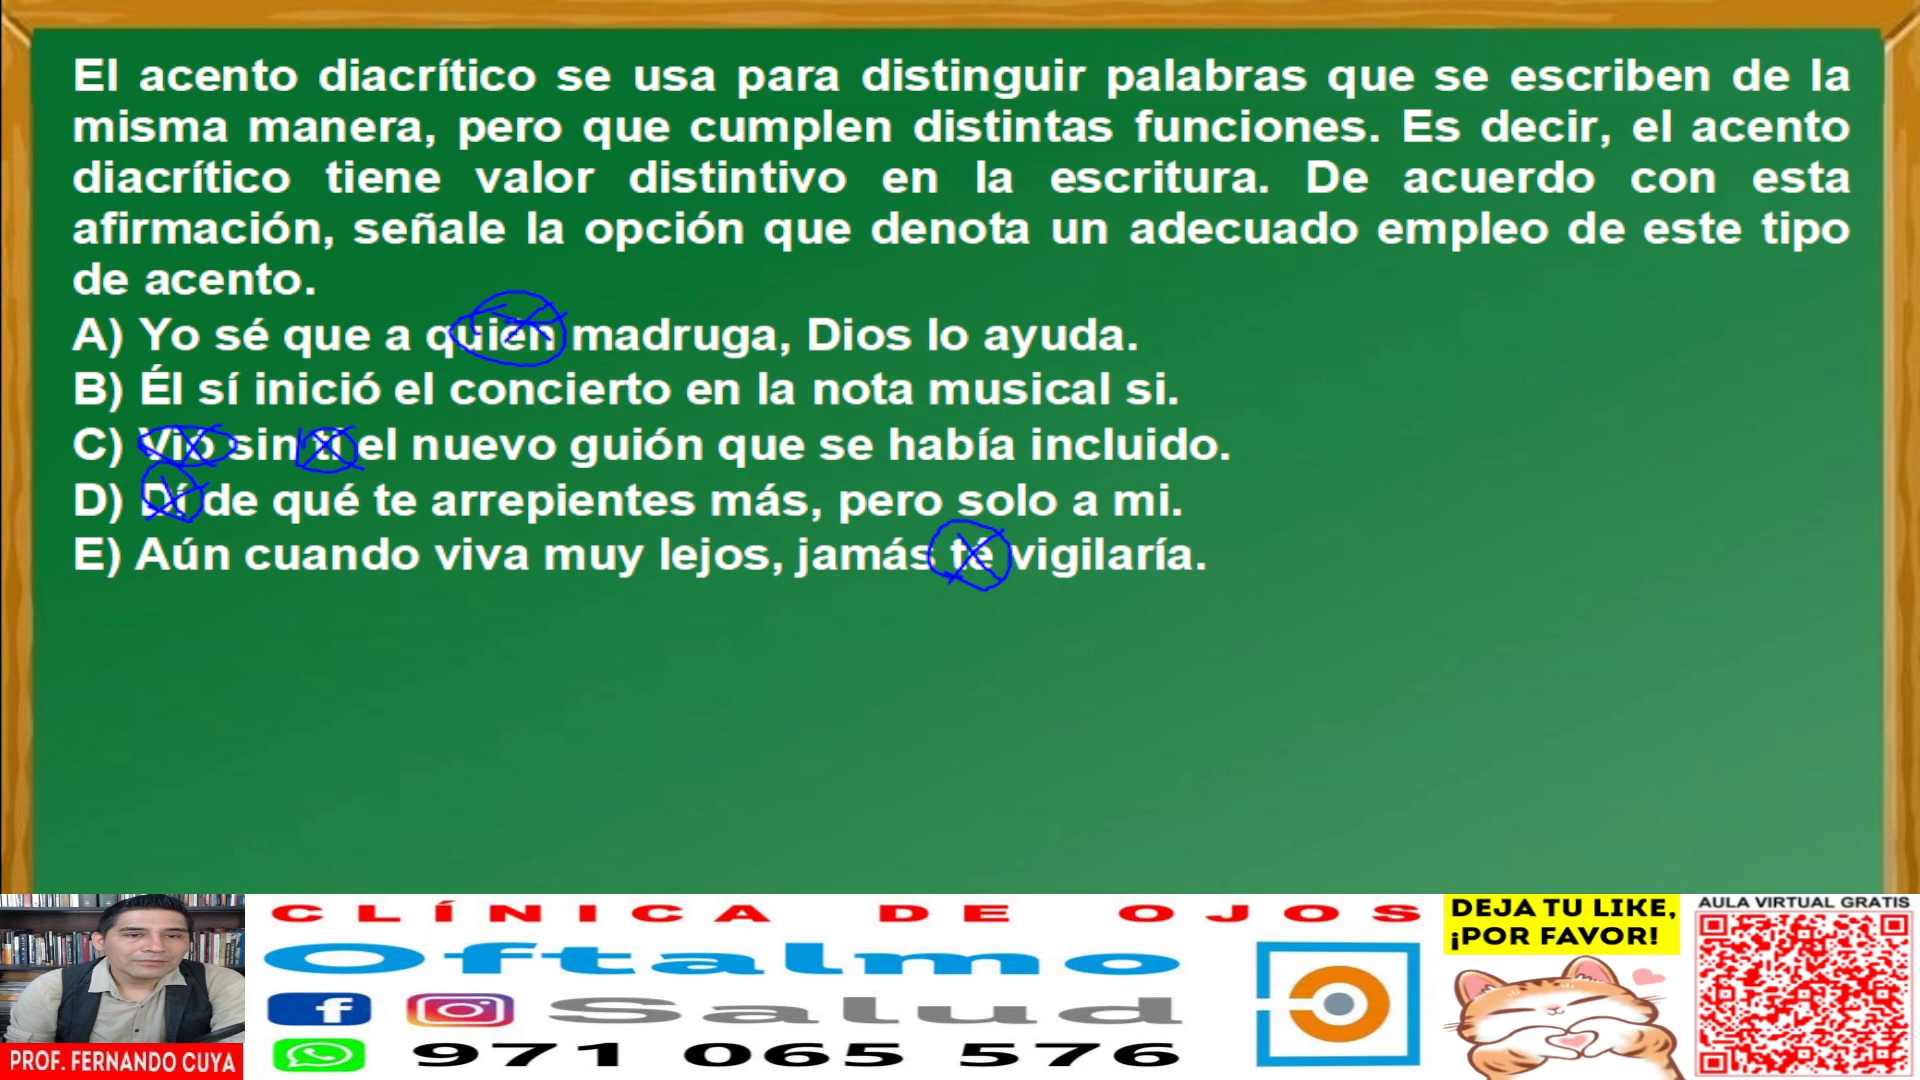 El acento diacrítico se usa para distinguir palabras que se escriben de la
misma manera, pero que cumplen distintas funciones. Es decir, el acento
diacrítico tiene valor distintivo en la escritura. De acuerdo con esta
afirmación, señale la opción que denota un adecuado empleo de este tipo
de acento.
A) Yo sé que a quién madruga, Dios lo ayuda.
B) Él sí inició el concierto en la nota musical si.
C) Vió sin tí el nuevo guión que se había incluido.
D) Dí de qué te arrepientes más, pero solo a mi.
E) Aún cuando viva muy lejos, jamás té vigilaría.
PROF. FERNANDO CUYA
CLÍNICA DE OJOS
Oftalmo
Salud
971 065 576
DEJA TU LIKE,
¡POR FAVOR!
AULA VIRTUAL GRATIS